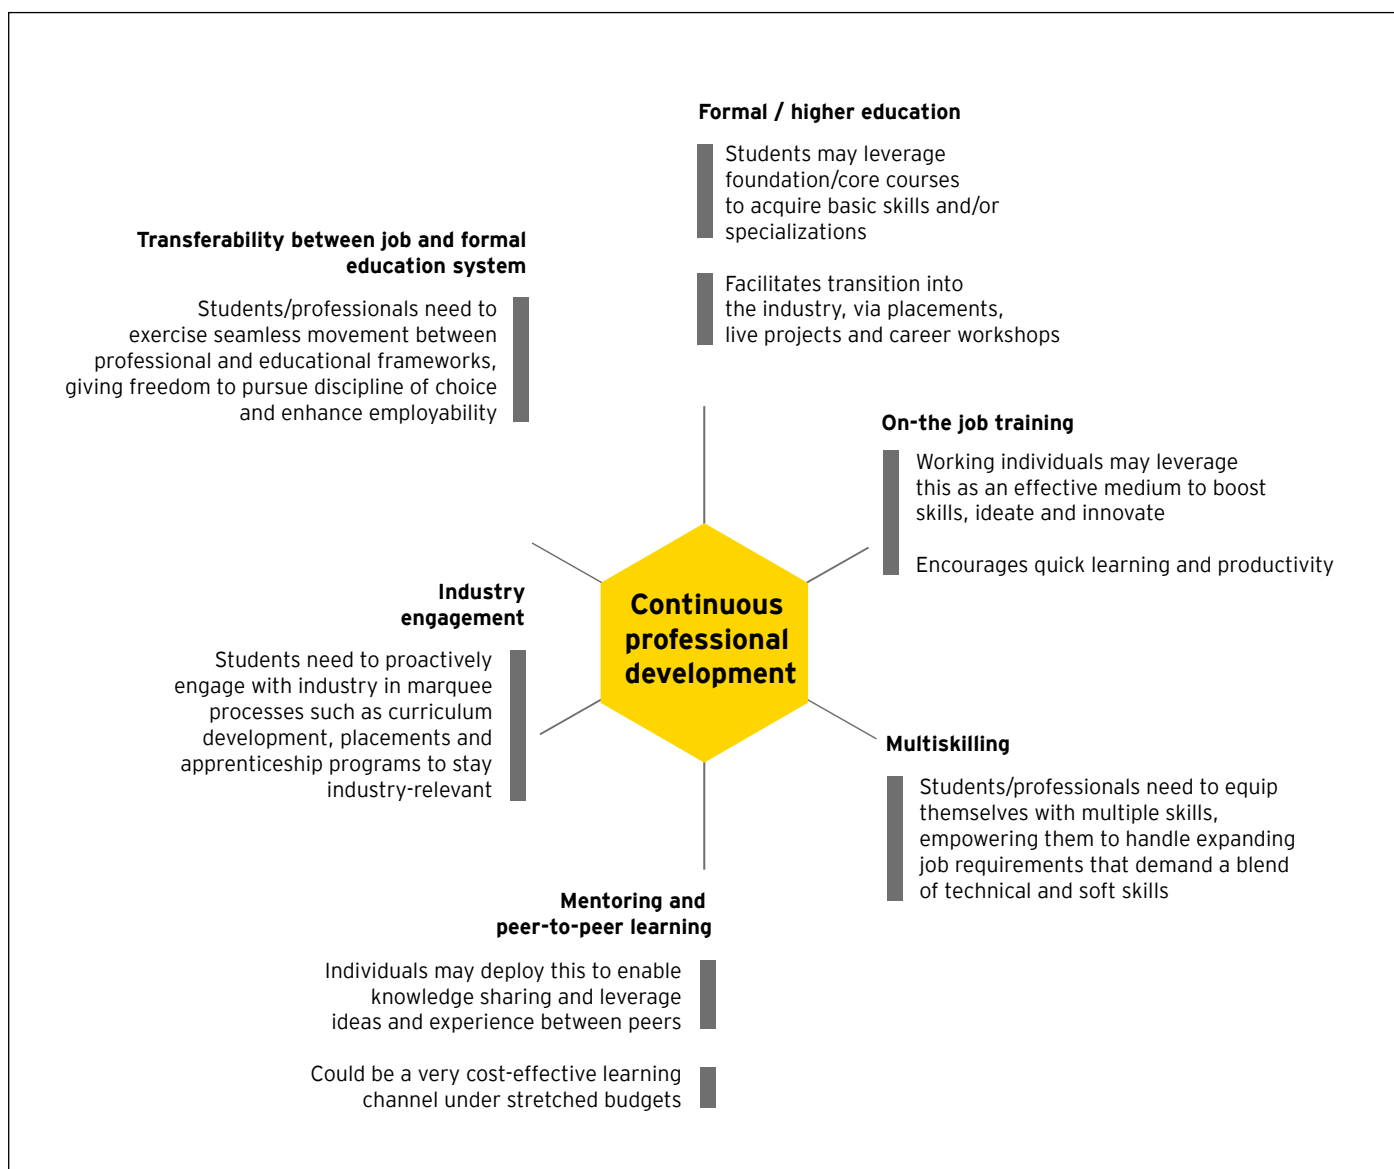 Formal / higher education
Students may leverage
foundation/core courses
to acquire basic skills and/or
specializations
Facilitates transition into
the industry, via placements,
live projects and career workshops
Transferability between job and formal
education system
Students/professionals need to
exercise seamless movement between
professional and educational frameworks,
giving freedom to pursue discipline of choice
and enhance employability
On-the job training
Working individuals may leverage
this as an effective medium to boost
skills, ideate and innovate
Encourages quick learning and productivity
Continuous
professional
development
Industry
engagement
Students need to proactively
engage with industry in marquee
processes such as curriculum
development, placements and
apprenticeship programs to stay
industry-relevant
Multiskilling
Students/professionals need to equip
themselves with multiple skills,
empowering them to handle expanding
job requirements that demand a blend
of technical and soft skills
Mentoring and
peer-to-peer learning
Individuals may deploy this to enable
knowledge sharing and leverage
ideas and experience between peers
Could be a very cost-effective learning
channel under stretched budgets